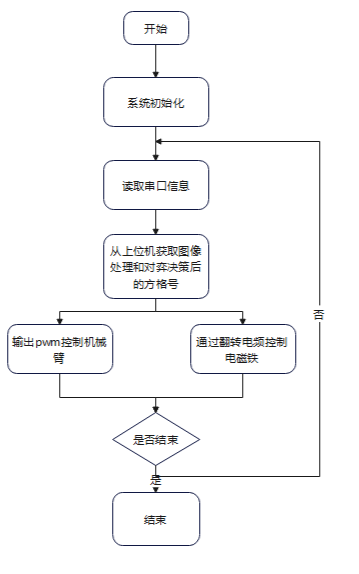 开始
系统初始化
读取串口信息
从上位机获取图像
处理和对弈决策后
的方格号
输出pwm控制机械
臂
通过翻转电频控制
电磁铁
否
是否结束
是
结束